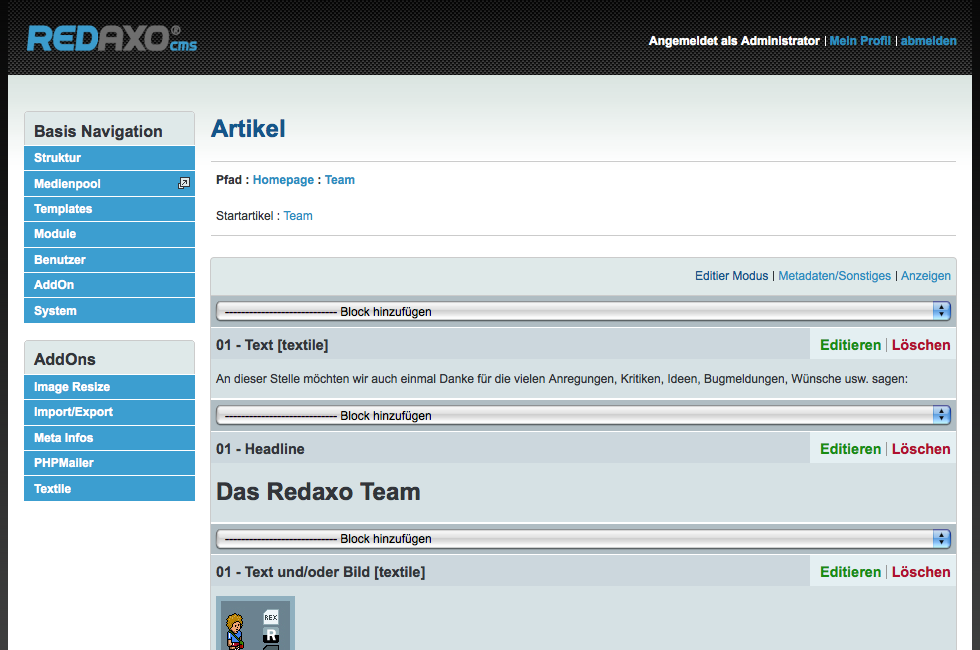 REDAXO® cms
Angemeldet als Administrator | Mein Profil | abmelden
Basis Navigation
Struktur
Medienpool
Templates
Module
Benutzer
AddOn
System
AddOns
Image Resize
Import/Export
Meta Infos
PHPMailer
Textile
Artikel
Pfad : Homepage : Team
Startartikel : Team
Editier Modus | Metadaten/Sonstiges | Anzeigen
---------------------------- Block hinzufügen
01 - Text [textile]
Editieren | Löschen
An dieser Stelle möchten wir auch einmal Danke für die vielen Anregungen, Kritiken, Ideen, Bugmeldungen, Wünsche usw. sagen:
---------------------------- Block hinzufügen
01 - Headline
Editieren | Löschen
Das Redaxo Team
---------------------------- Block hinzufügen
01 - Text und/oder Bild [textile]
Editieren | Löschen
REX
R